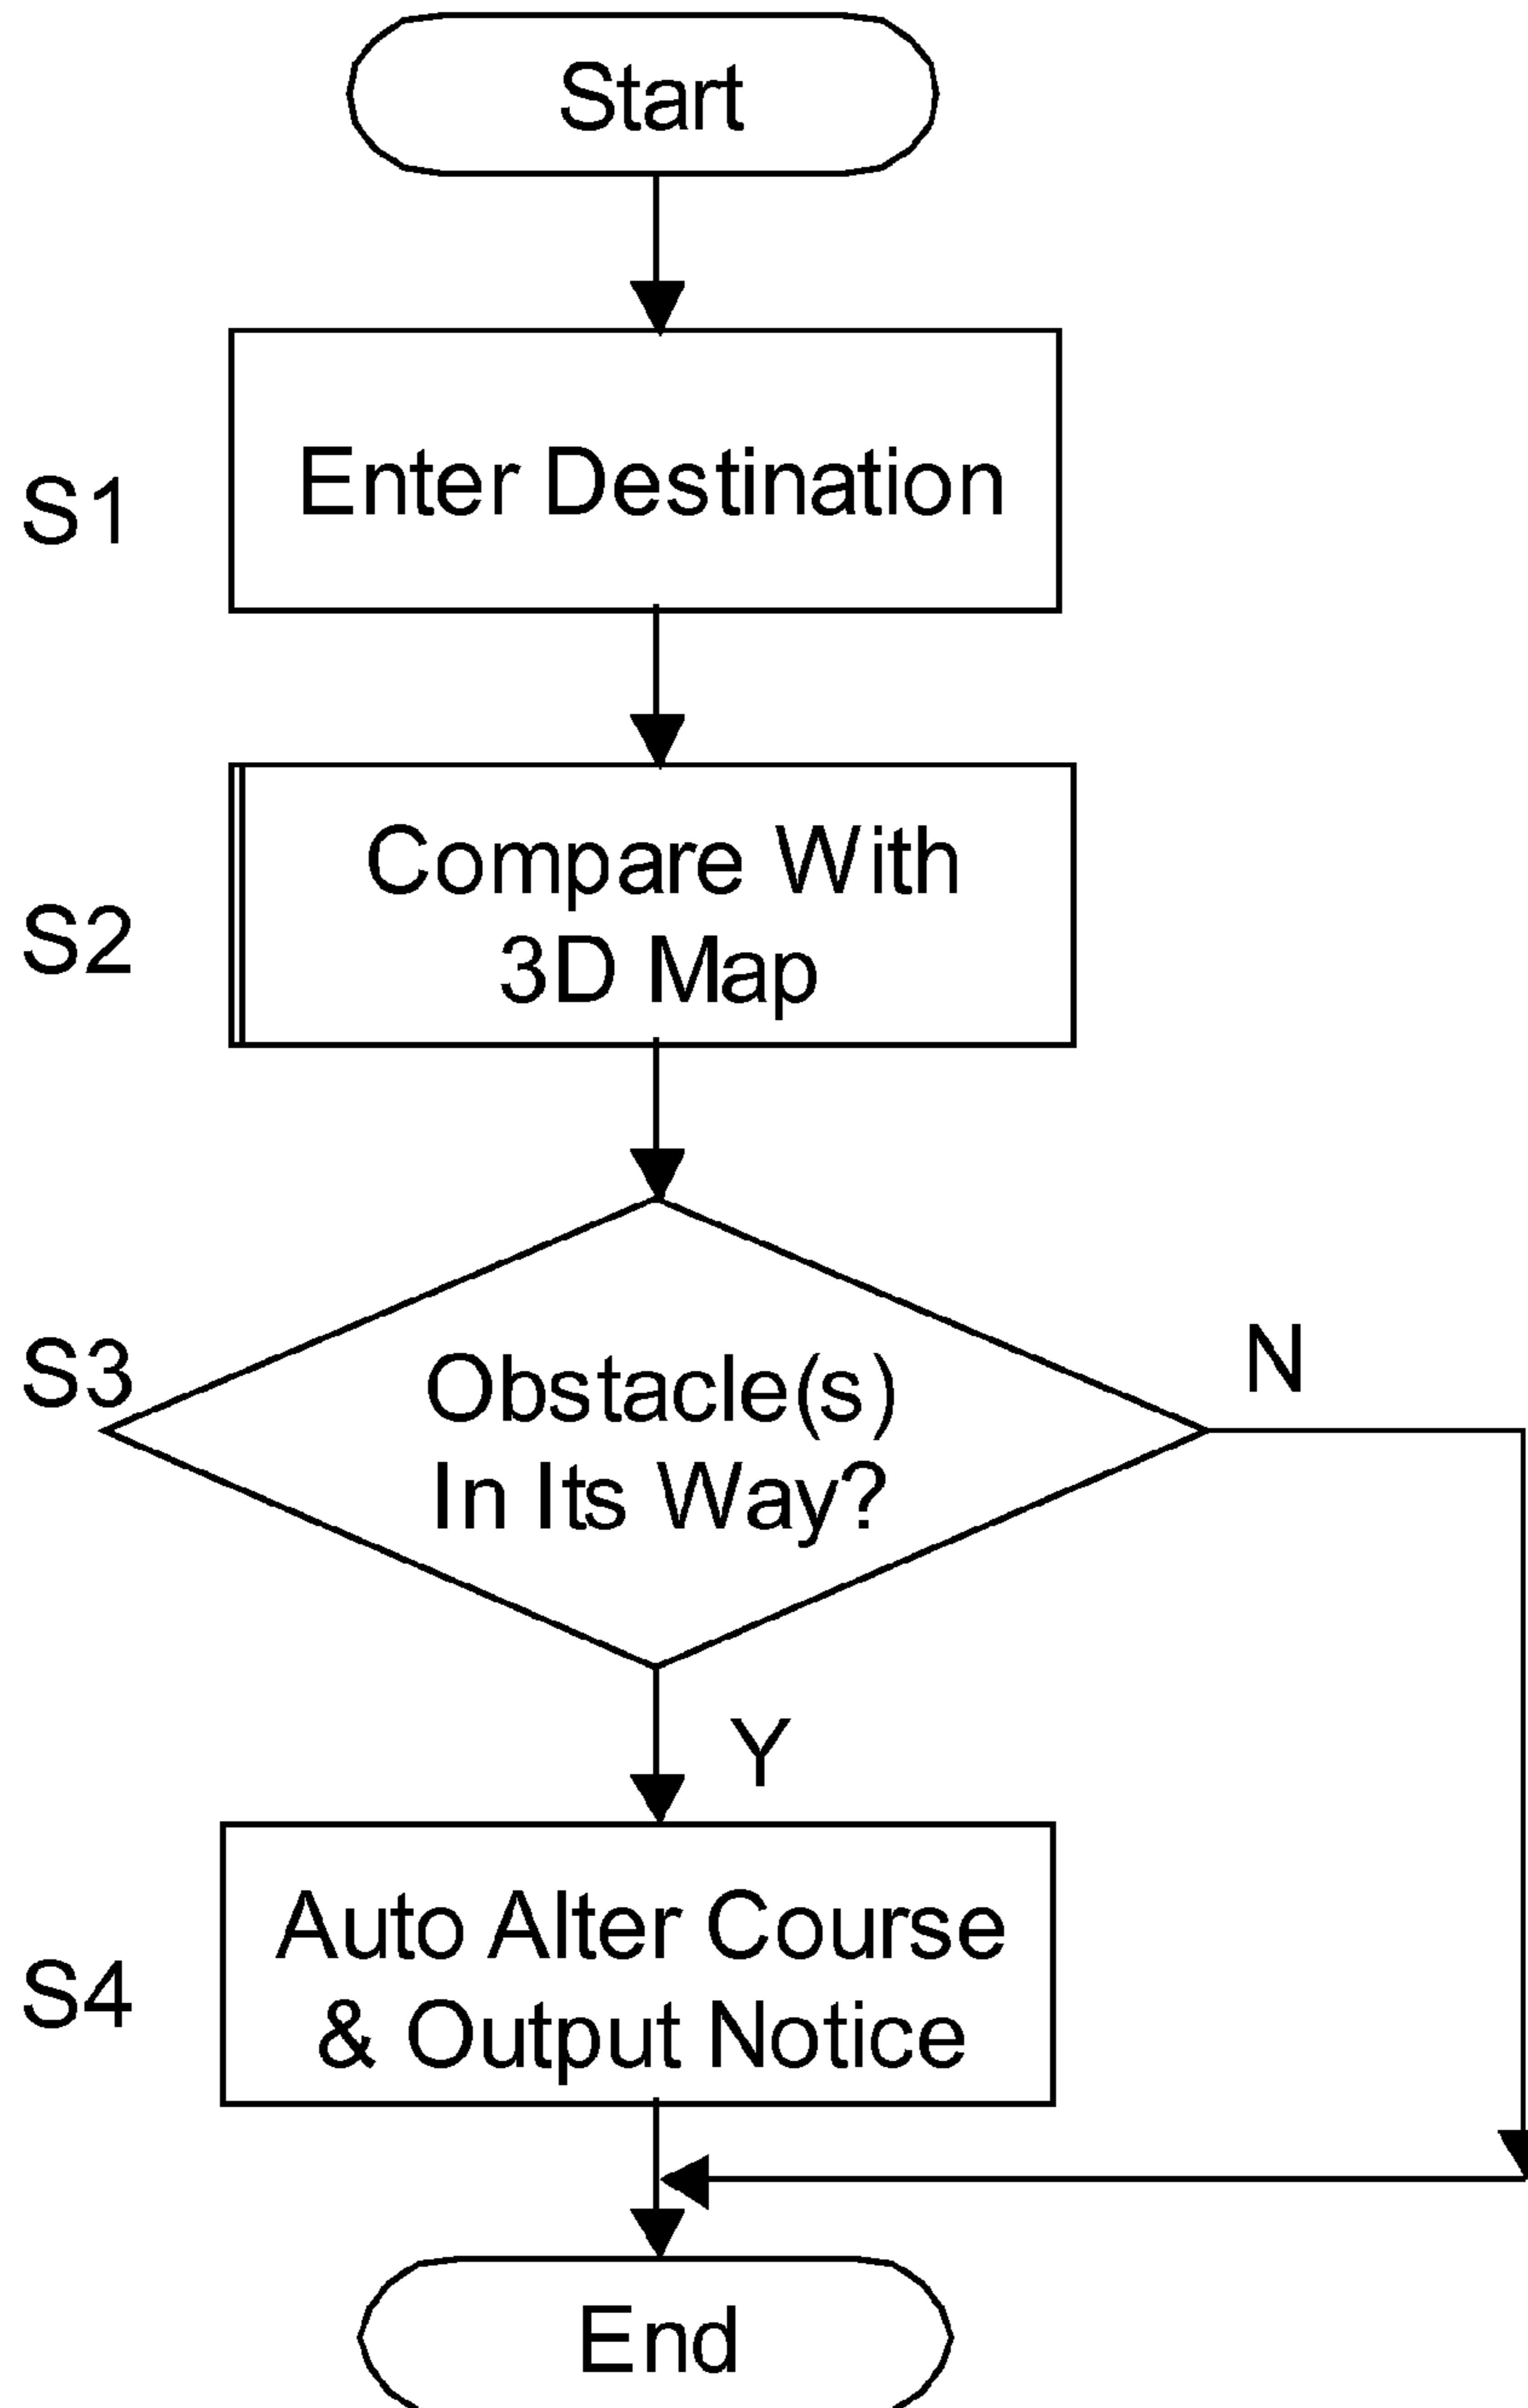 Start
S1
Enter Destination
S2
Compare With
3D Map
S3
Obstacle(s)
In Its Way?
N
Y
S4
Auto Alter Course
& Output Notice
End